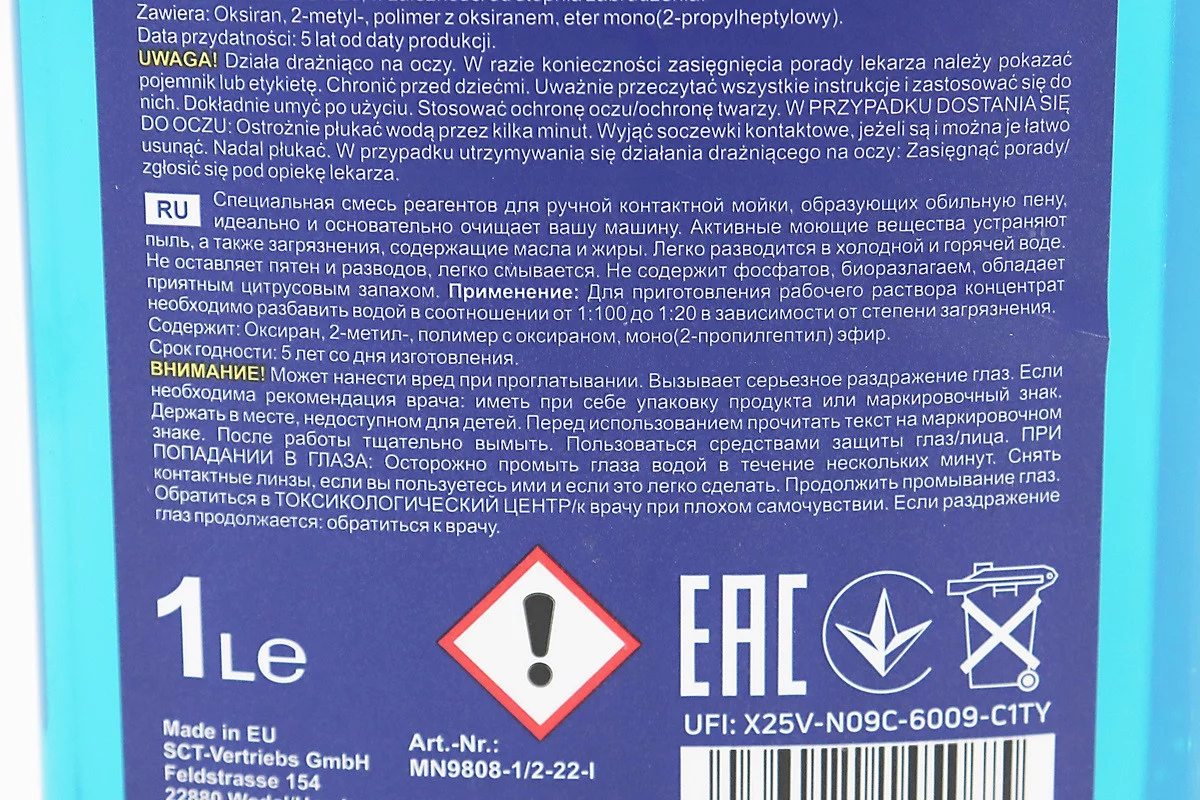 Zawiera: Oksiran, 2-metyl-, polimer z oksiranem, eter mono(2-propylheptylowy).
Data przydatności: 5 lat od daty produkcji.
UWAGA! Działa drażniąco na oczy. W razie konieczności zasięgnięcia porady lekarza należy pokazać
pojemnik lub etykietę. Chronić przed dziećmi. Uważnie przeczytać wszystkie instrukcje i zastosować się do
nich. Dokładnie umyć po użyciu. Stosować ochronę oczu/ochronę twarzy. W PRZYPADKU DOSTANIA SIĘ
DO OCZU: Ostrożnie płukać wodą przez kilka minut. Wyjąć soczewki kontaktowe, jeżeli są i można je łatwo
usunąć. Nadal płukać. W przypadku utrzymywania się działania drażniącego na oczy: Zasięgnąć porady/
zgłosić się pod opiekę lekarza.
RU Специальная смесь реагентов для ручной контактной мойки, образующих обильную пену,
идеально и основательно очищает вашу машину. Активные моющие вещества устраняют
пыль, а также загрязнения, содержащие масла и жиры. Легко разводится в холодной и горячей воде.
Не оставляет пятен и разводов, легко смывается. Не содержит фосфатов, биоразлагаем, обладает
приятным цитрусовым запахом. Применение: Для приготовления рабочего раствора концентрат
необходимо разбавить водой в соотношении от 1:100 до 1:20 в зависимости от степени загрязнения.
Содержит: Оксиран, 2-метил-, полимер с оксираном, моно(2-пропилгептил) эфир.
Срок годности: 5 лет со дня изготовления.
ВНИМАНИЕ! Может нанести вред при проглатывании. Вызывает серьезное раздражение глаз. Если
необходима рекомендация врача: иметь при себе упаковку продукта или маркировочный знак.
Держать в месте, недоступном для детей. Перед использованием прочитать текст на маркировочном
знаке. После работы тщательно вымыть. Пользоваться средствами защиты глаз/лица. ПРИ
ПОПАДАНИИ В ГЛАЗА: Осторожно промыть глаза водой в течение нескольких минут. Снять
контактные линзы, если вы пользуетесь ими и если это легко сделать. Продолжить промывание глаз.
Обратиться в ТОКСИКОЛОГИЧЕСКИЙ ЦЕНТР/к врачу при плохом самочувствии. Если раздражение
глаз продолжается: обратиться к врачу.
1Le
EAC
UFI: X25V-N09C-6009-C1TY
Made in EU
SCT-Vertriebs GmbH
Feldstrasse 154
22880
Art.-Nr.:
MN9808-1/2-22-I